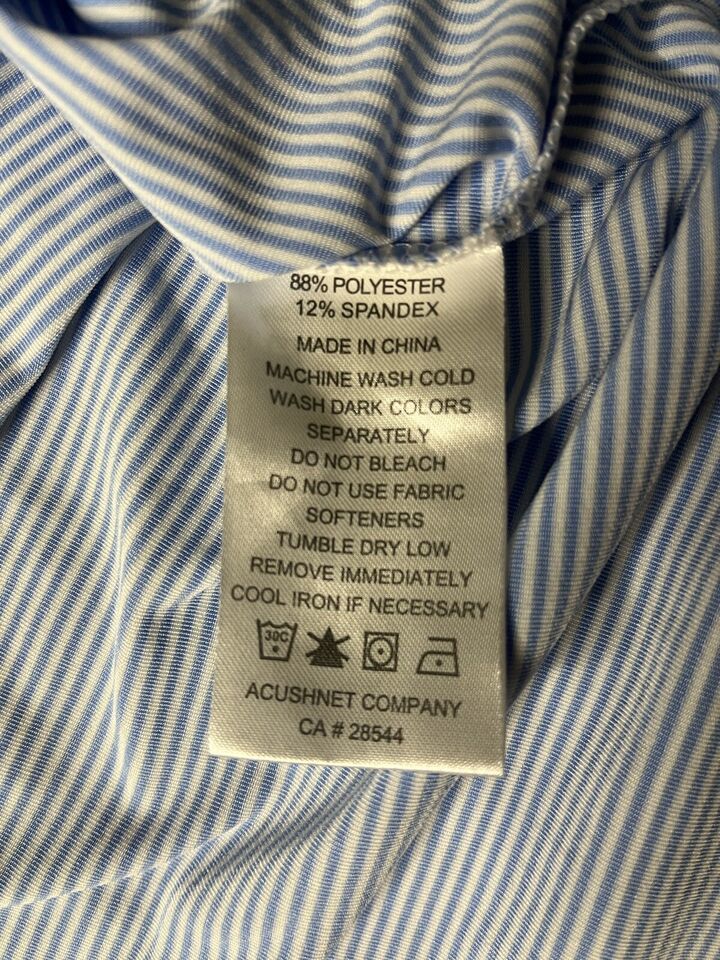 88% POLYESTER
12% SPANDEX
MADE IN CHINA
MACHINE WASH COLD
WASH DARK COLORS
SEPARATELY
DO NOT BLEACH
DO NOT USE FABRIC
SOFTENERS
TUMBLE DRY LOW
REMOVE IMMEDIATELY
COOL IRON IF NECESSARY
30C
ACUSHNET COMPANY
CA # 28544